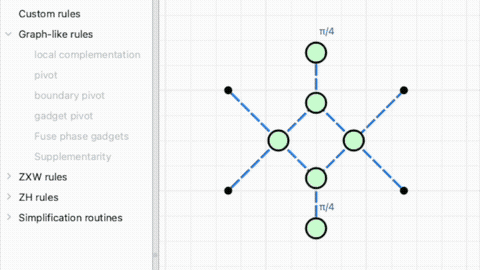 Custom rules
Graph-like rules
local complementation
pivot
boundary pivot
gadget pivot
Fuse phase gadgets
Supplementarity
ZXW rules
ZH rules
Simplification routines
π/4
π/4